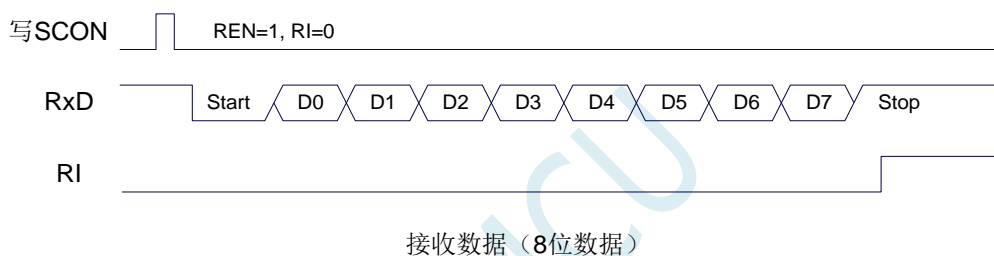 写SCON REN=1, RI=0
RxD Start D0 D1 D2 D3 D4 D5 D6 D7 Stop
RI
MCU
接收数据（8位数据）